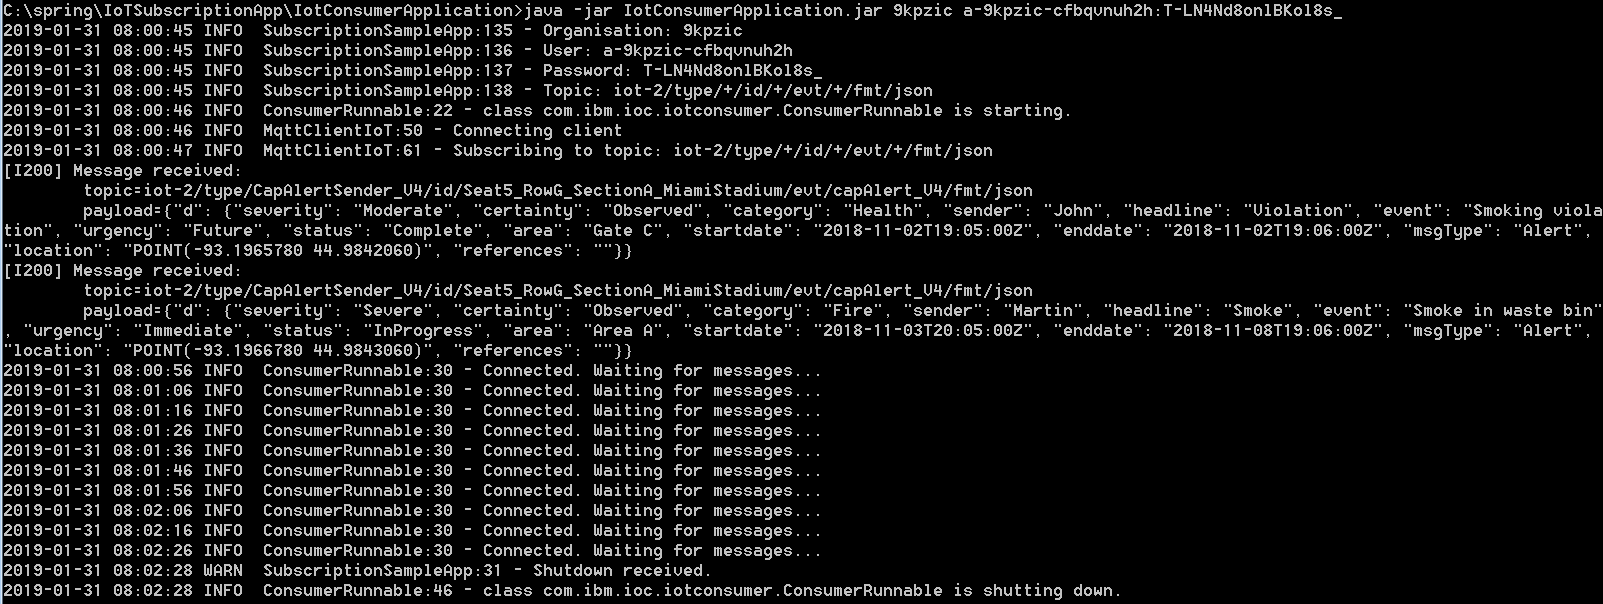 C:\spring\IoTSubscriptionApp\IotConsumerApplication>java -jar IotConsumerApplication.jar 9kpzic a-9kpzic-cfbqvnuh2h:T-LN4Nd8onlBKol8s_
2019-01-31 08:00:45 INFO  SubscriptionSampleApp:135 - Organisation: 9kpzic
2019-01-31 08:00:45 INFO  SubscriptionSampleApp:136 - User: a-9kpzic-cfbqvnuh2h
2019-01-31 08:00:45 INFO  SubscriptionSampleApp:137 - Password: T-LN4Nd8onlBKol8s_
2019-01-31 08:00:45 INFO  SubscriptionSampleApp:138 - Topic: iot-2/type/+/id/+/evt/+/fmt/json
2019-01-31 08:00:46 INFO  ConsumerRunnable:22 - class com.ibm.ioc.iotconsumer.ConsumerRunnable is starting.
2019-01-31 08:00:46 INFO  MqttClientIoT:50 - Connecting client
2019-01-31 08:00:47 INFO  MqttClientIoT:61 - Subscribing to topic: iot-2/type/+/id/+/evt/+/fmt/json
[I200] Message received:
        topic=iot-2/type/CapAlertSender_V4/id/Seat5_RowG_SectionA_MiamiStadium/evt/capAlert_V4/fmt/json
        payload={"d": {"severity": "Moderate", "certainty": "Observed", "category": "Health", "sender": "John", "headline": "Violation", "event": "Smoking viola
tion", "urgency": "Future", "status": "Complete", "area": "Gate C", "startdate": "2018-11-02T19:05:00Z", "enddate": "2018-11-02T19:06:00Z", "msgType": "Alert",
"location": "POINT(-93.1965780 44.9842060)", "references": ""}}
[I200] Message received:
        topic=iot-2/type/CapAlertSender_V4/id/Seat5_RowG_SectionA_MiamiStadium/evt/capAlert_V4/fmt/json
        payload={"d": {"severity": "Severe", "certainty": "Observed", "category": "Fire", "sender": "Martin", "headline": "Smoke", "event": "Smoke in waste bin"
, "urgency": "Immediate", "status": "InProgress", "area": "Area A", "startdate": "2018-11-03T20:05:00Z", "enddate": "2018-11-08T19:06:00Z", "msgType": "Alert",
"location": "POINT(-93.1966780 44.9843060)", "references": ""}}
2019-01-31 08:00:56 INFO  ConsumerRunnable:30 - Connected. Waiting for messages...
2019-01-31 08:01:06 INFO  ConsumerRunnable:30 - Connected. Waiting for messages...
2019-01-31 08:01:16 INFO  ConsumerRunnable:30 - Connected. Waiting for messages...
2019-01-31 08:01:26 INFO  ConsumerRunnable:30 - Connected. Waiting for messages...
2019-01-31 08:01:36 INFO  ConsumerRunnable:30 - Connected. Waiting for messages...
2019-01-31 08:01:46 INFO  ConsumerRunnable:30 - Connected. Waiting for messages...
2019-01-31 08:01:56 INFO  ConsumerRunnable:30 - Connected. Waiting for messages...
2019-01-31 08:02:06 INFO  ConsumerRunnable:30 - Connected. Waiting for messages...
2019-01-31 08:02:16 INFO  ConsumerRunnable:30 - Connected. Waiting for messages...
2019-01-31 08:02:26 INFO  ConsumerRunnable:30 - Connected. Waiting for messages...
2019-01-31 08:02:28 WARN  SubscriptionSampleApp:31 - Shutdown received.
2019-01-31 08:02:28 INFO  ConsumerRunnable:46 - class com.ibm.ioc.iotconsumer.ConsumerRunnable is shutting down.